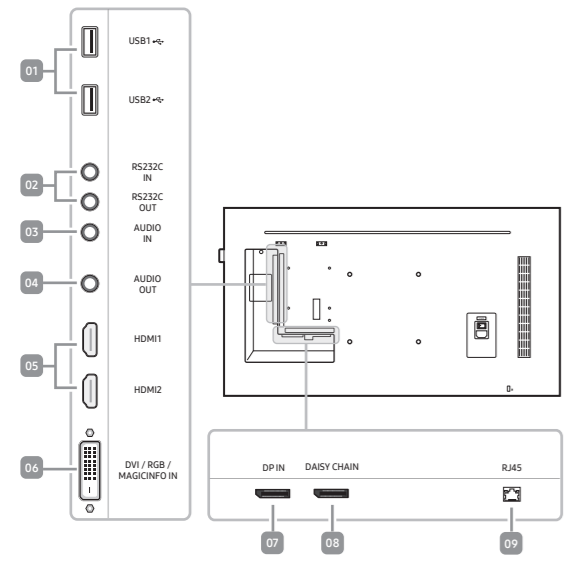 USB1
01
USB2
RS232C
IN
02
RS232C
OUT
03
AUDIO
IN
04
AUDIO
OUT
HDMI1
05
HDMI2
06
DVI / RGB /
MAGICINFO IN
DP IN
DAISY CHAIN
RJ45
07
08
09